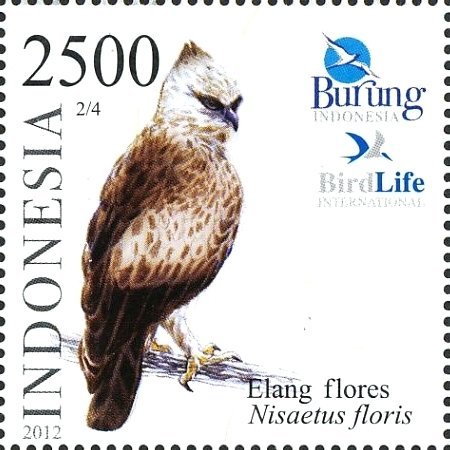 2500
2/4
INDONESIA
2012
Burung
INDONESIA
BirdLife
INTERNATIONAL
Elang flores
Nisaetus floris